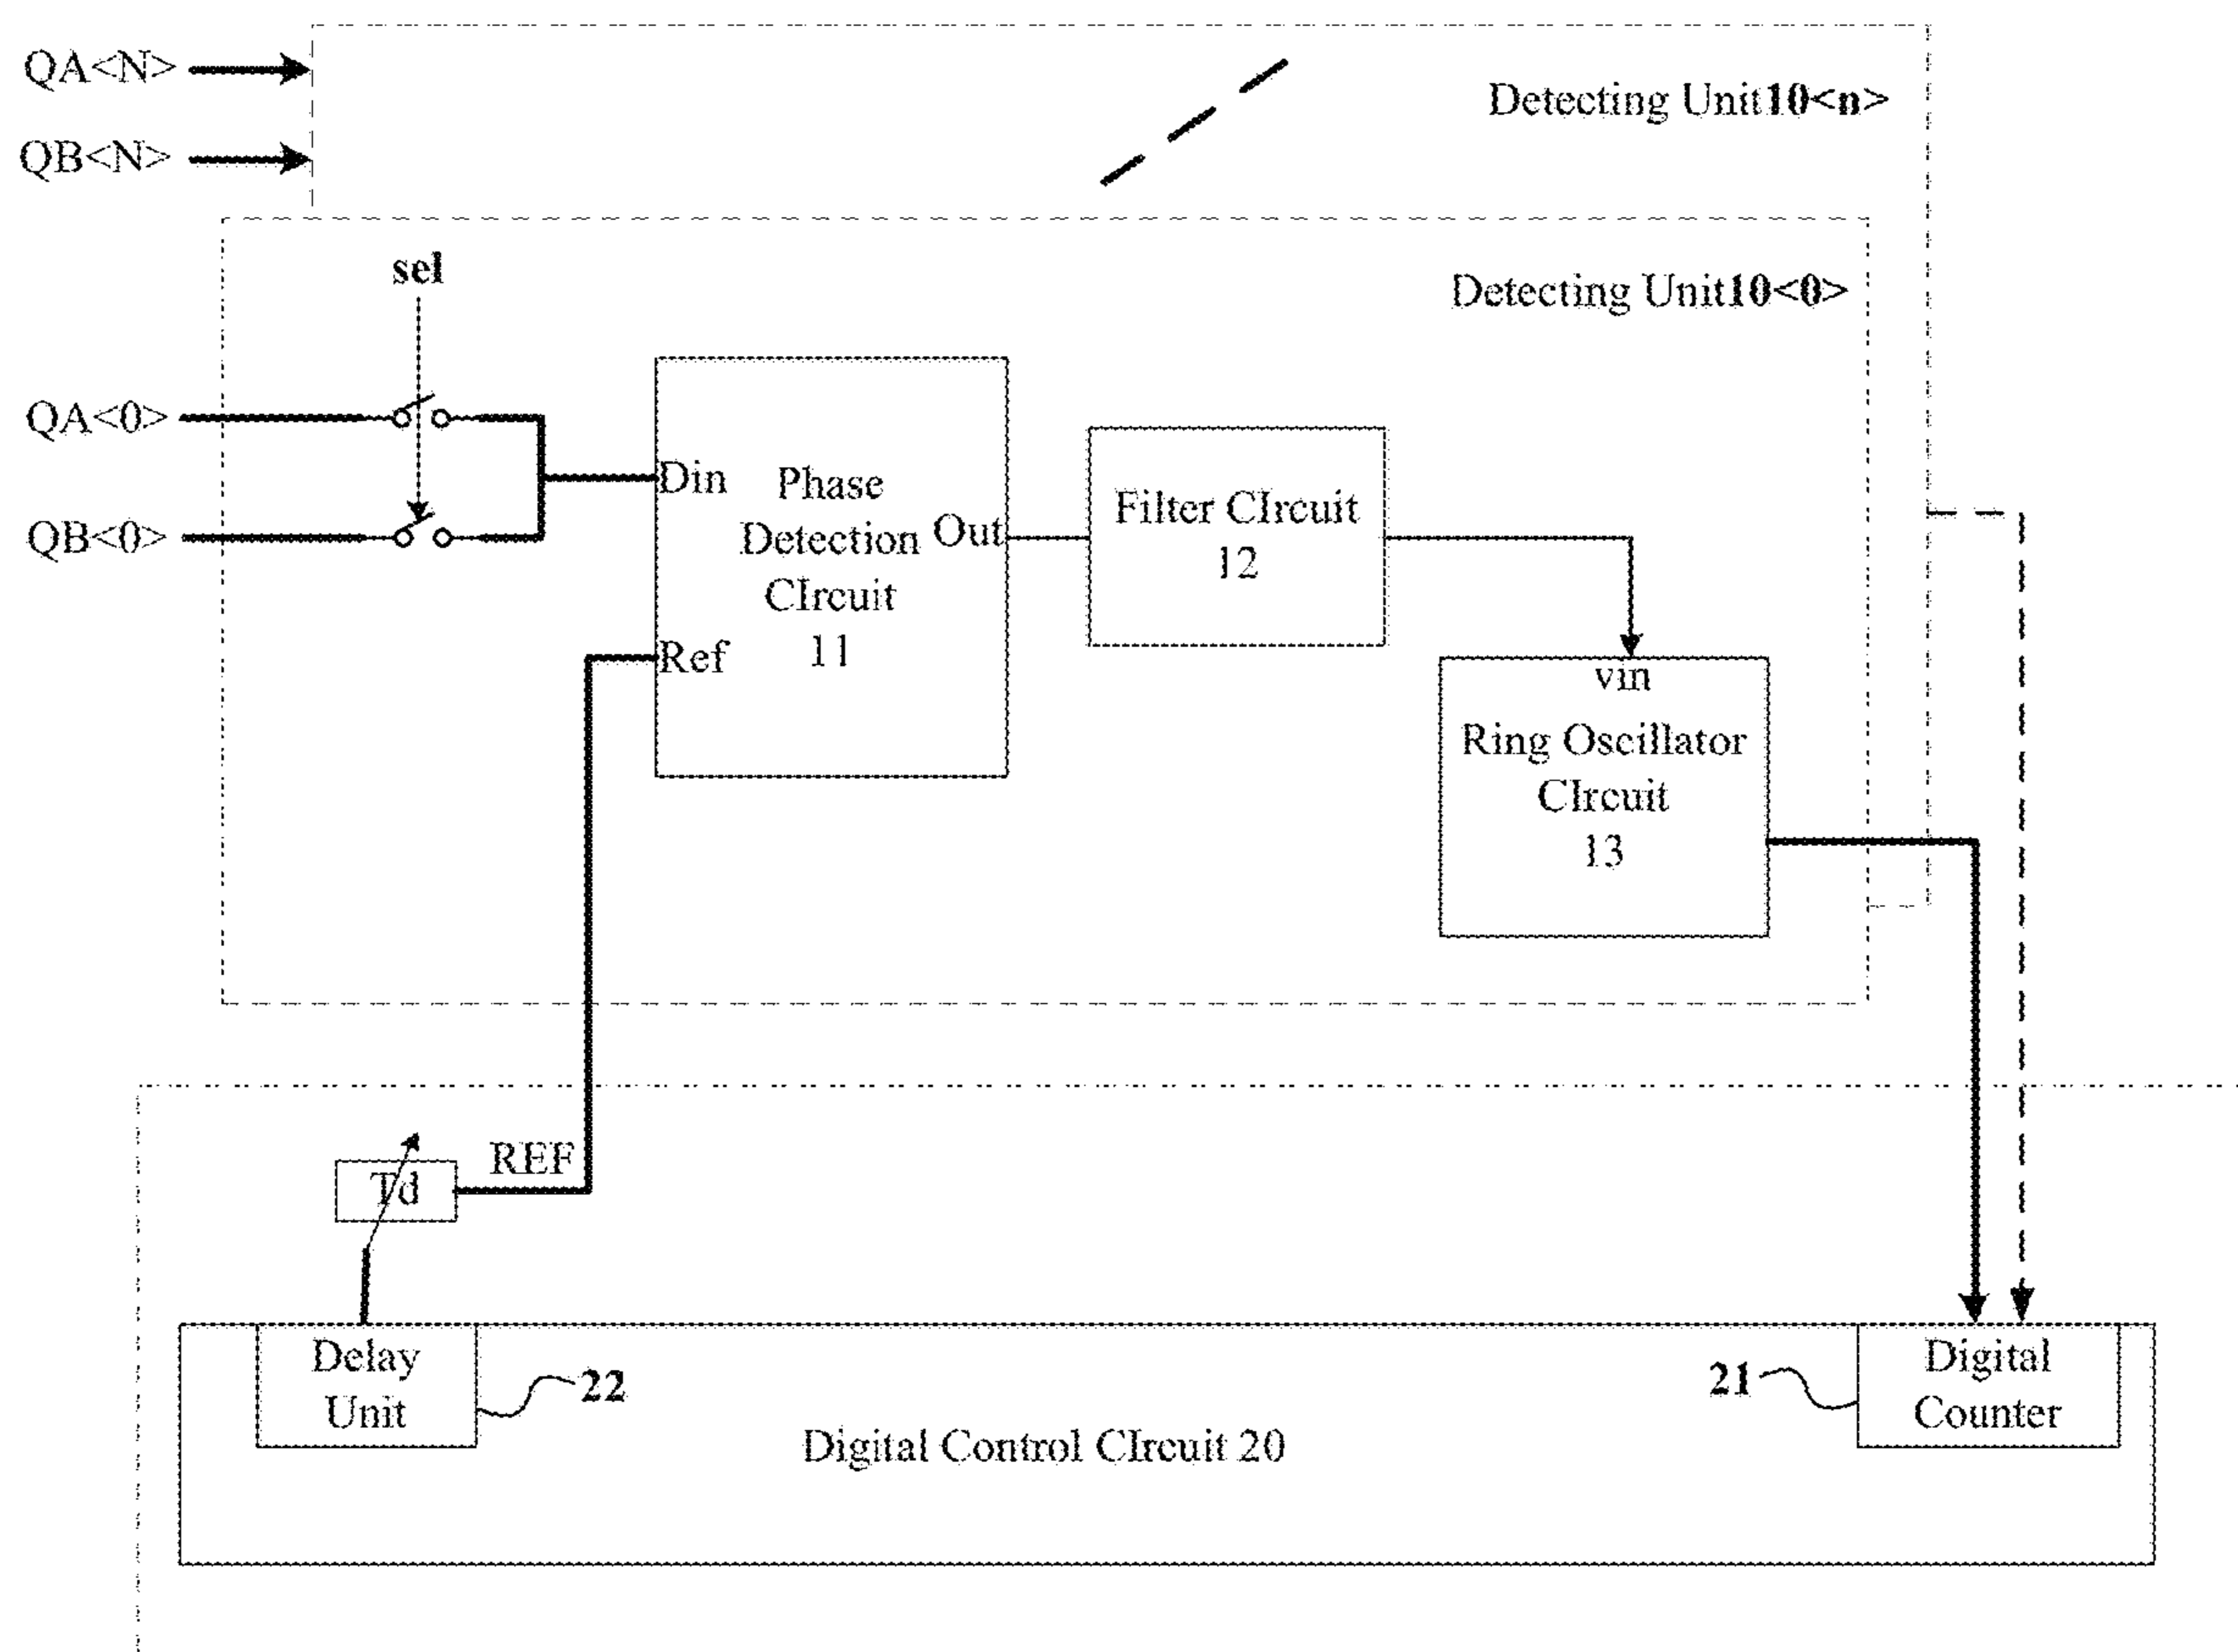 QA<N>
QB<N>
Detecting Unit10<n>
Detecting Unit10<0>
sel
QA<0>
QB<0>
Din
Ref
Out
Phase
Detection
CIrcuit
11
Filter CIrcuit
12
vin
Ring Oscillator
CIrcuit
13
Td
REF
Delay
Unit
22
Digital Control CIrcuit 20
21
Digital
Counter